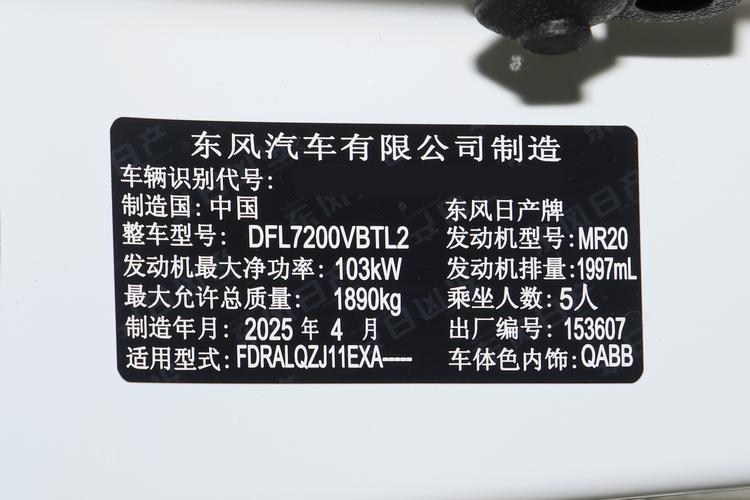 东风汽车有限公司制造
车辆识别代号:
制造国: 中国 东风日产牌
整车型号: DFL7200VBTL2 发动机型号: MR20
发动机最大净功率: 103kW 发动机排量: 1997mL
最大允许总质量: 1890kg 乘坐人数: 5人
制造年月: 2025 年 4 月 出厂编号: 153607
适用型式: FDRALQZJ11EXA----- 车体色内饰: QABB